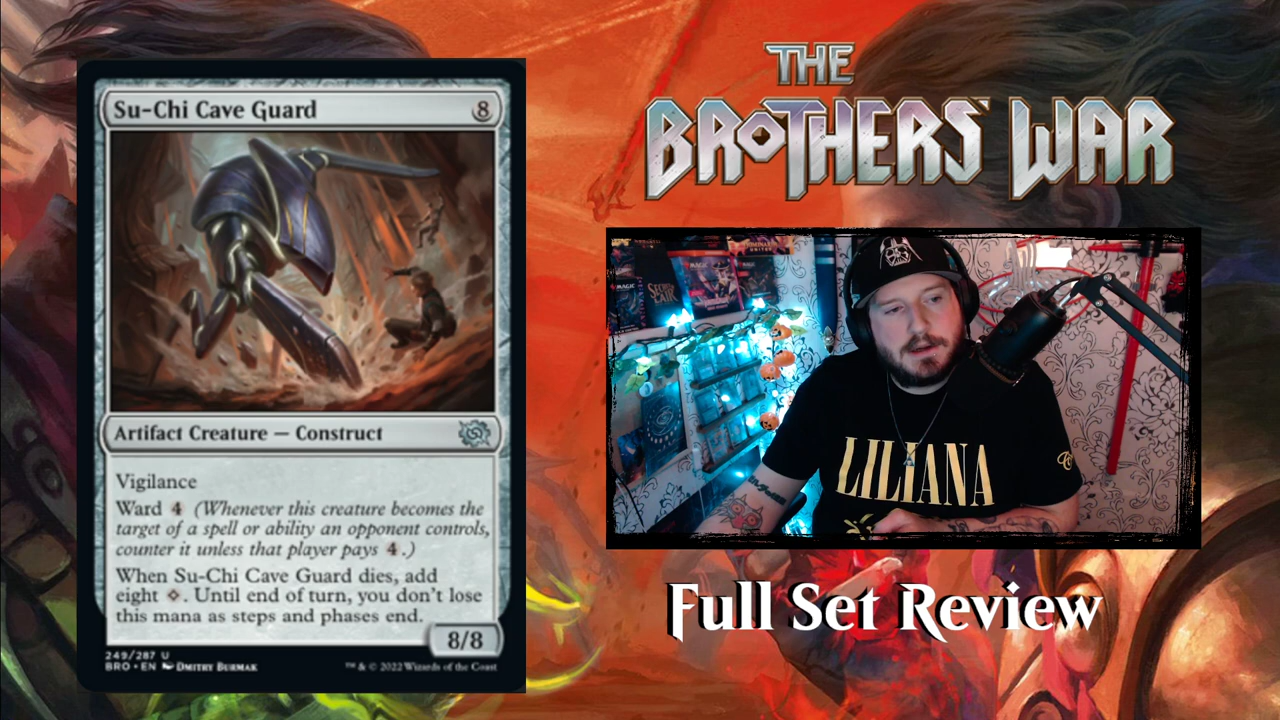 Su-Chi Cave Guard 8
Artifact Creature — Construct
Vigilance
Ward 4 (Whenever this creature becomes the
target of a spell or ability an opponent controls,
counter it unless that player pays 4.)
When Su-Chi Cave Guard dies, add
eight ◇. Until end of turn, you don't lose
this mana as steps and phases end.
8/8
249/287 U
BRO • EN DMITRY BURMAK
™ & © 2022 Wizards of the Coast
THE
BROTHERS' WAR
MAGIC
SECRET
LAIR
LILIANA
Full Set Review